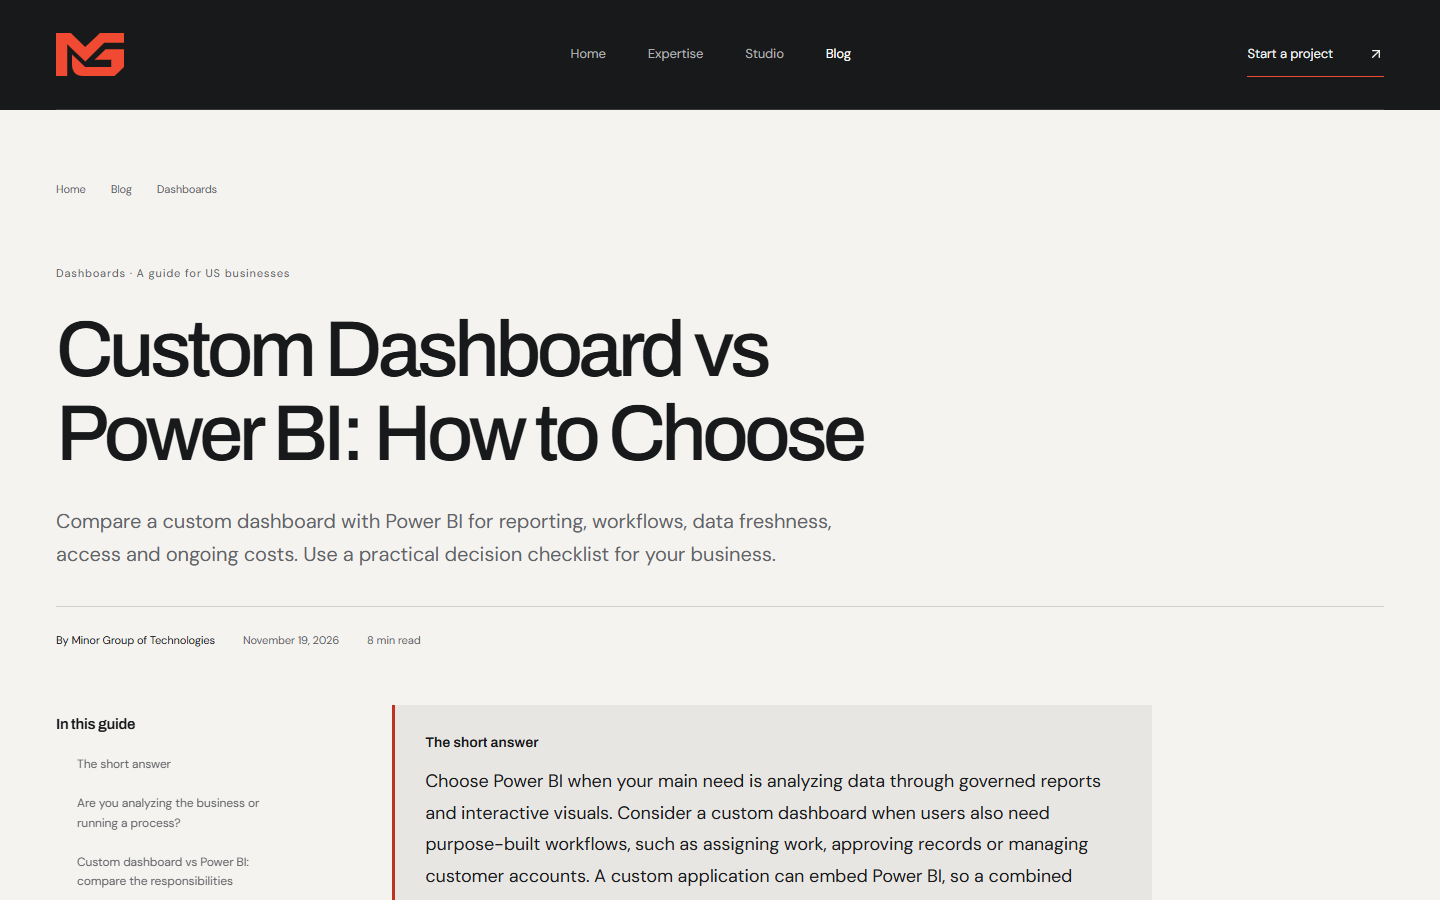 MG
Home Expertise Studio Blog
Start a project
Home Blog Dashboards
Dashboards · A guide for US businesses
Custom Dashboard vs
Power BI: How to Choose
Compare a custom dashboard with Power BI for reporting, workflows, data freshness,
access and ongoing costs. Use a practical decision checklist for your business.
By Minor Group of Technologies November 19, 2026 8 min read
In this guide
The short answer
Are you analyzing the business or
running a process?
Custom dashboard vs Power BI:
compare the responsibilities
The short answer
Choose Power BI when your main need is analyzing data through governed reports
and interactive visuals. Consider a custom dashboard when users also need
purpose-built workflows, such as assigning work, approving records or managing
customer accounts. A custom application can embed Power BI, so a combined